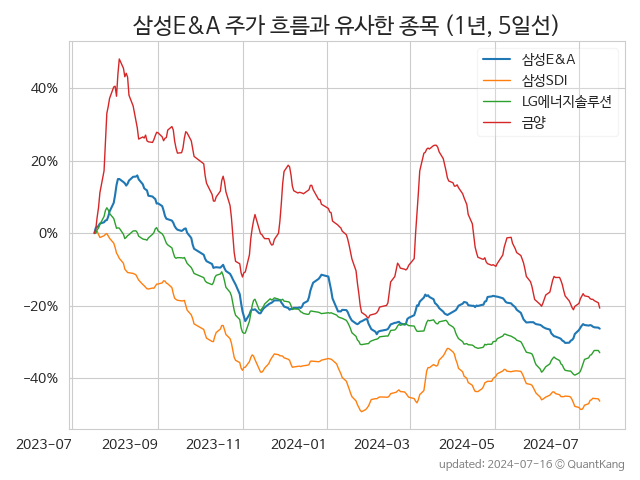 삼성E&A 주가 흐름과 유사한 종목 (1년, 5일선)
삼성E&A
삼성SDI
LG에너지솔루션
금양
40%
20%
0%
−20%
−40%
2023-07 2023-09 2023-11 2024-01 2024-03 2024-05 2024-07
updated: 2024-07-16 © QuantKang